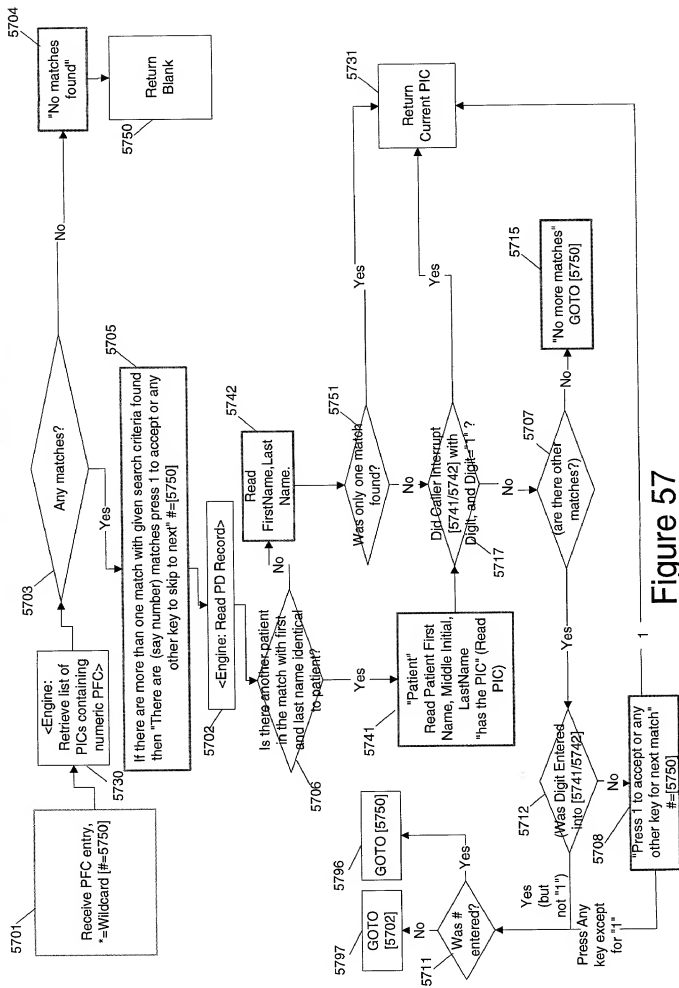 5701
Receive PFC entry,
*=Wildcard [#=5750]
5730
<Engine:
Retrieve list of
PICs containing
numeric PFC>
5703
Any matches?
No
5704
"No matches
found"
Return
Blank
5750
Yes
5705
If there are more than one match with given search criteria found
then "There are (say number) matches press 1 to accept or any
other key to skip to next" #=[5750]
5702
<Engine: Read PD Record>
Is there another patient
in the match with first
and last name identical
to patient?
5706
No
5742
Read
FirstName,Last
Name.
Yes
5741
"Patient"
Read Patient First
Name, Middle Initial,
LastName
"has the PIC" (Read
PIC)
5751
Was only one match
found?
Yes
5731
Return
Current PIC
No
Did Caller Interrupt
[5741/5742] with
Digit, and Digit="1" ?
5717
Yes
No
5707
(are there other
matches?)
No
5715
"No more matches"
GOTO [5750]
Yes
5712
(Was Digit Entered
into [5741/5742]
No
5708
"Press 1 to accept or any
other key for next match"
#=[5750]
1
Yes
(but
not "1")
Press Any
key except
for "1"
5711
Was #
entered?
No
5797
GOTO
[5702]
Yes
5796
GOTO [5750]
Figure 57